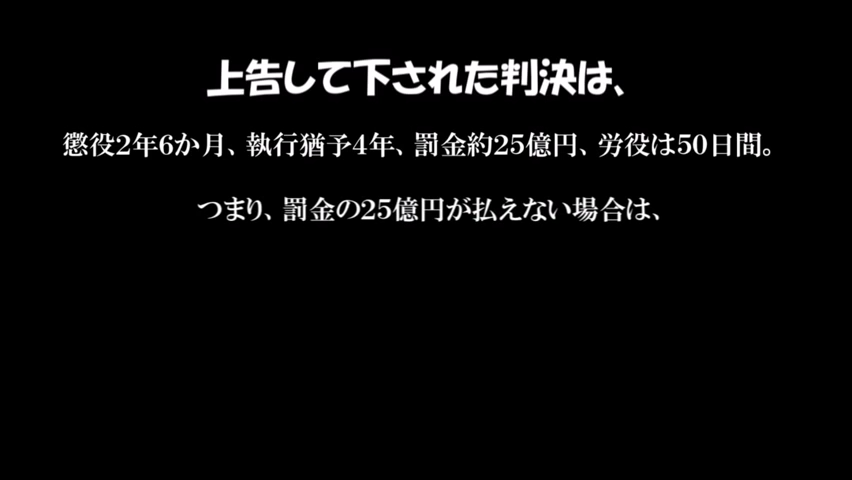 上告して下された判決は、
懲役2年6か月、執行猶予4年、罰金約25億円、労役は50日間。
つまり、罰金の25億円が払えない場合は、